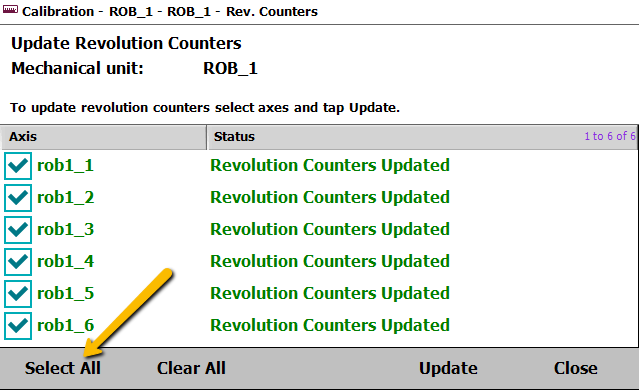 Calibration - ROB_1 - ROB_1 - Rev. Counters
Update Revolution Counters
Mechanical unit: ROB_1
To update revolution counters select axes and tap Update.
Axis Status 1 to 6 of 6
rob1_1 Revolution Counters Updated
rob1_2 Revolution Counters Updated
rob1_3 Revolution Counters Updated
rob1_4 Revolution Counters Updated
rob1_5 Revolution Counters Updated
rob1_6 Revolution Counters Updated
Select All Clear All Update Close